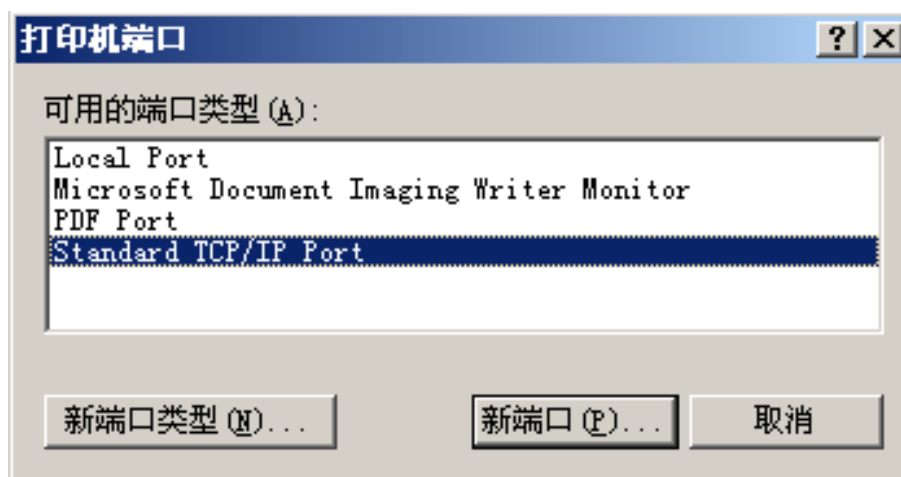 打印机端口
可用的端口类型(A):
Local Port
Microsoft Document Imaging Writer Monitor
PDF Port
Standard TCP/IP Port
新端口类型(N)... 新端口(P)... 取消